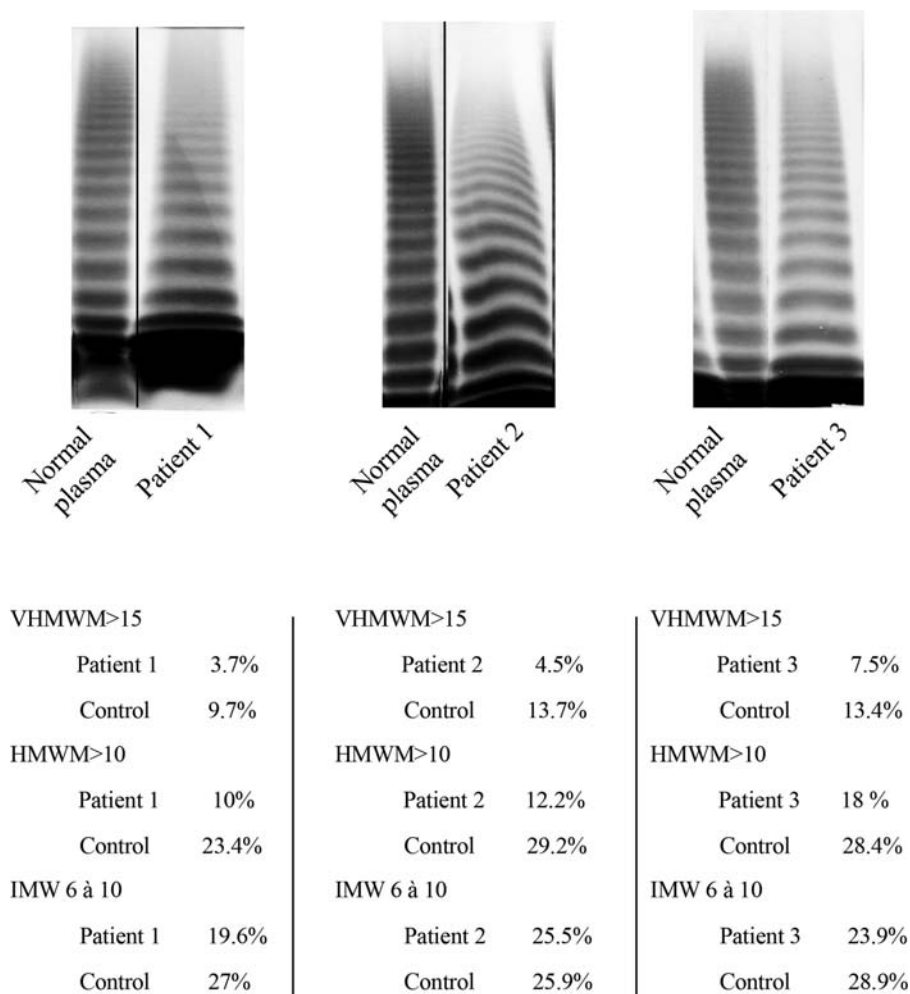 Normal plasma
Patient 1
Normal plasma
Patient 2
Normal plasma
Patient 3
VHMWM>15
Patient 1 3.7%
Control 9.7%
HMWM>10
Patient 1 10%
Control 23.4%
IMW 6 à 10
Patient 1 19.6%
Control 27%
VHMWM>15
Patient 2 4.5%
Control 13.7%
HMWM>10
Patient 2 12.2%
Control 29.2%
IMW 6 à 10
Patient 2 25.5%
Control 25.9%
VHMWM>15
Patient 3 7.5%
Control 13.4%
HMWM>10
Patient 3 18 %
Control 28.4%
IMW 6 à 10
Patient 3 23.9%
Control 28.9%